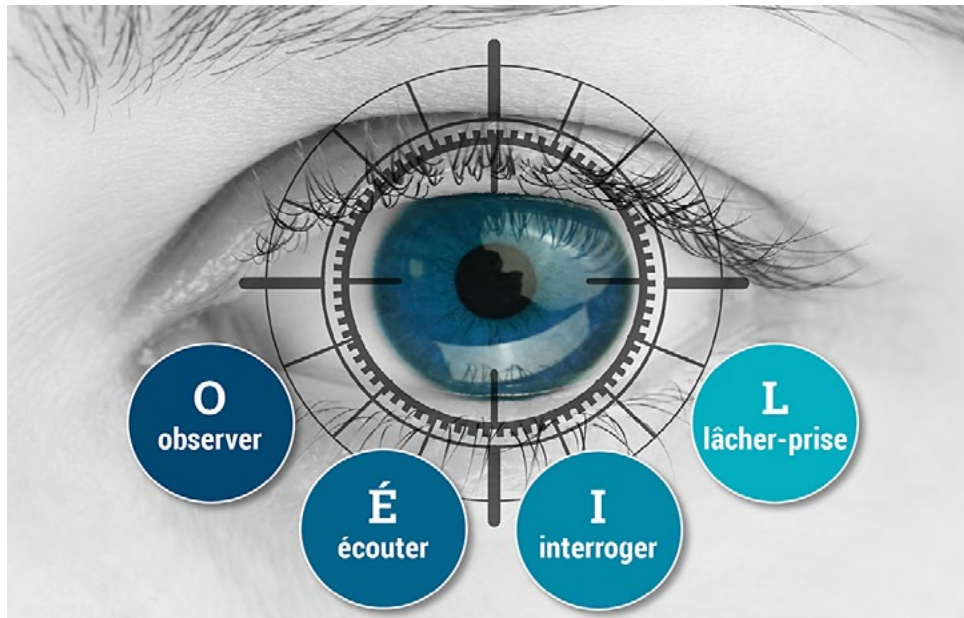 O
observer
É
écouter
I
interroger
L
lâcher-prise